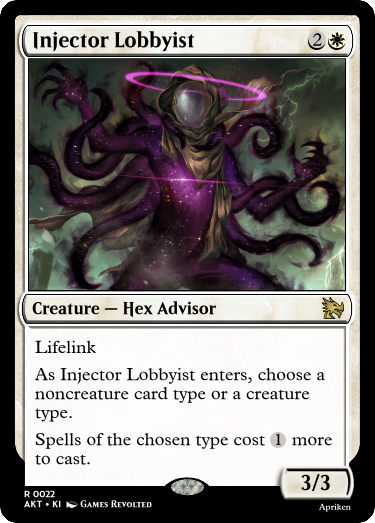 Injector Lobbyist 2
Creature — Hex Advisor
Lifelink
As Injector Lobbyist enters, choose a
noncreature card type or a creature
type.
Spells of the chosen type cost 1 more
to cast.
3/3
R 0022
AKT • KI Games Revolted
Apriken